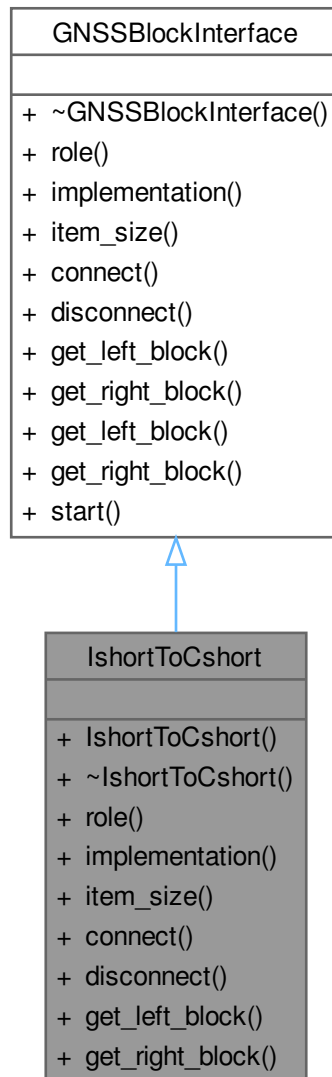 GNSSBlockInterface
+ ~GNSSBlockInterface()
+ role()
+ implementation()
+ item_size()
+ connect()
+ disconnect()
+ get_left_block()
+ get_right_block()
+ get_left_block()
+ get_right_block()
+ start()
IshortToCshort
+ IshortToCshort()
+ ~IshortToCshort()
+ role()
+ implementation()
+ item_size()
+ connect()
+ disconnect()
+ get_left_block()
+ get_right_block()